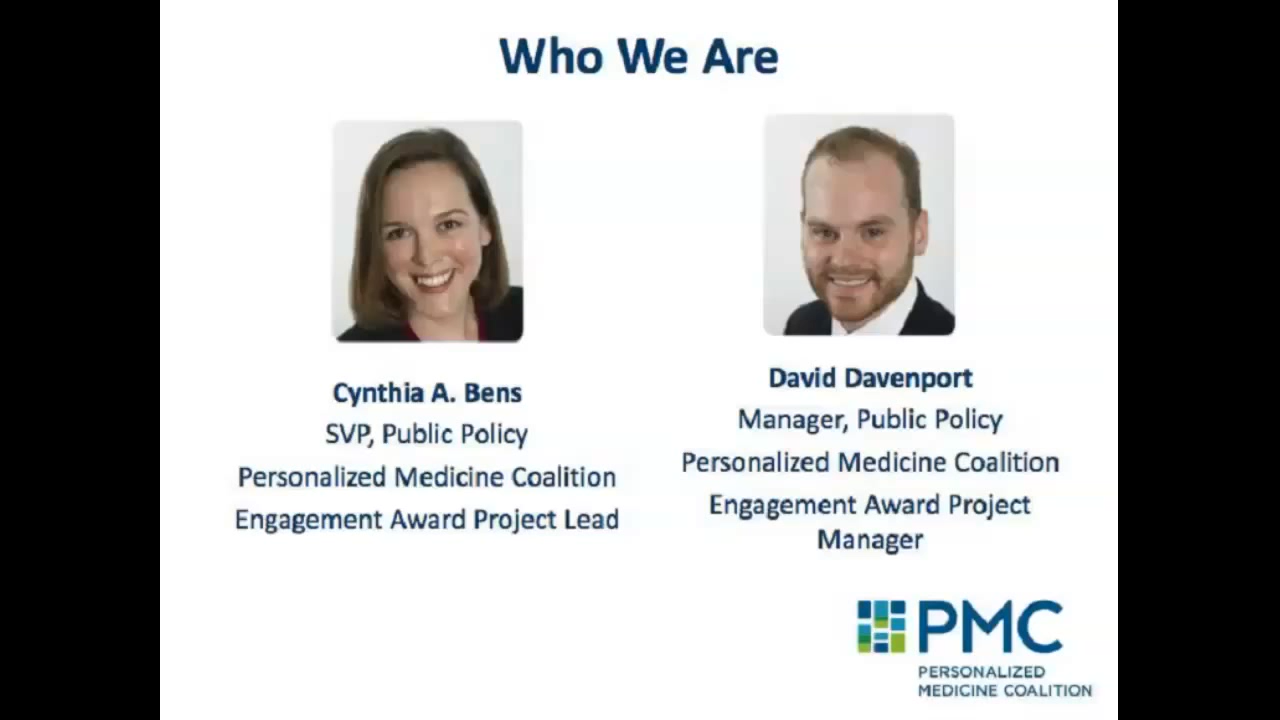 Who We Are
Cynthia A. Bens
SVP, Public Policy
Personalized Medicine Coalition
Engagement Award Project Lead
David Davenport
Manager, Public Policy
Personalized Medicine Coalition
Engagement Award Project
Manager
PMC
PERSONALIZED
MEDICINE COALITION